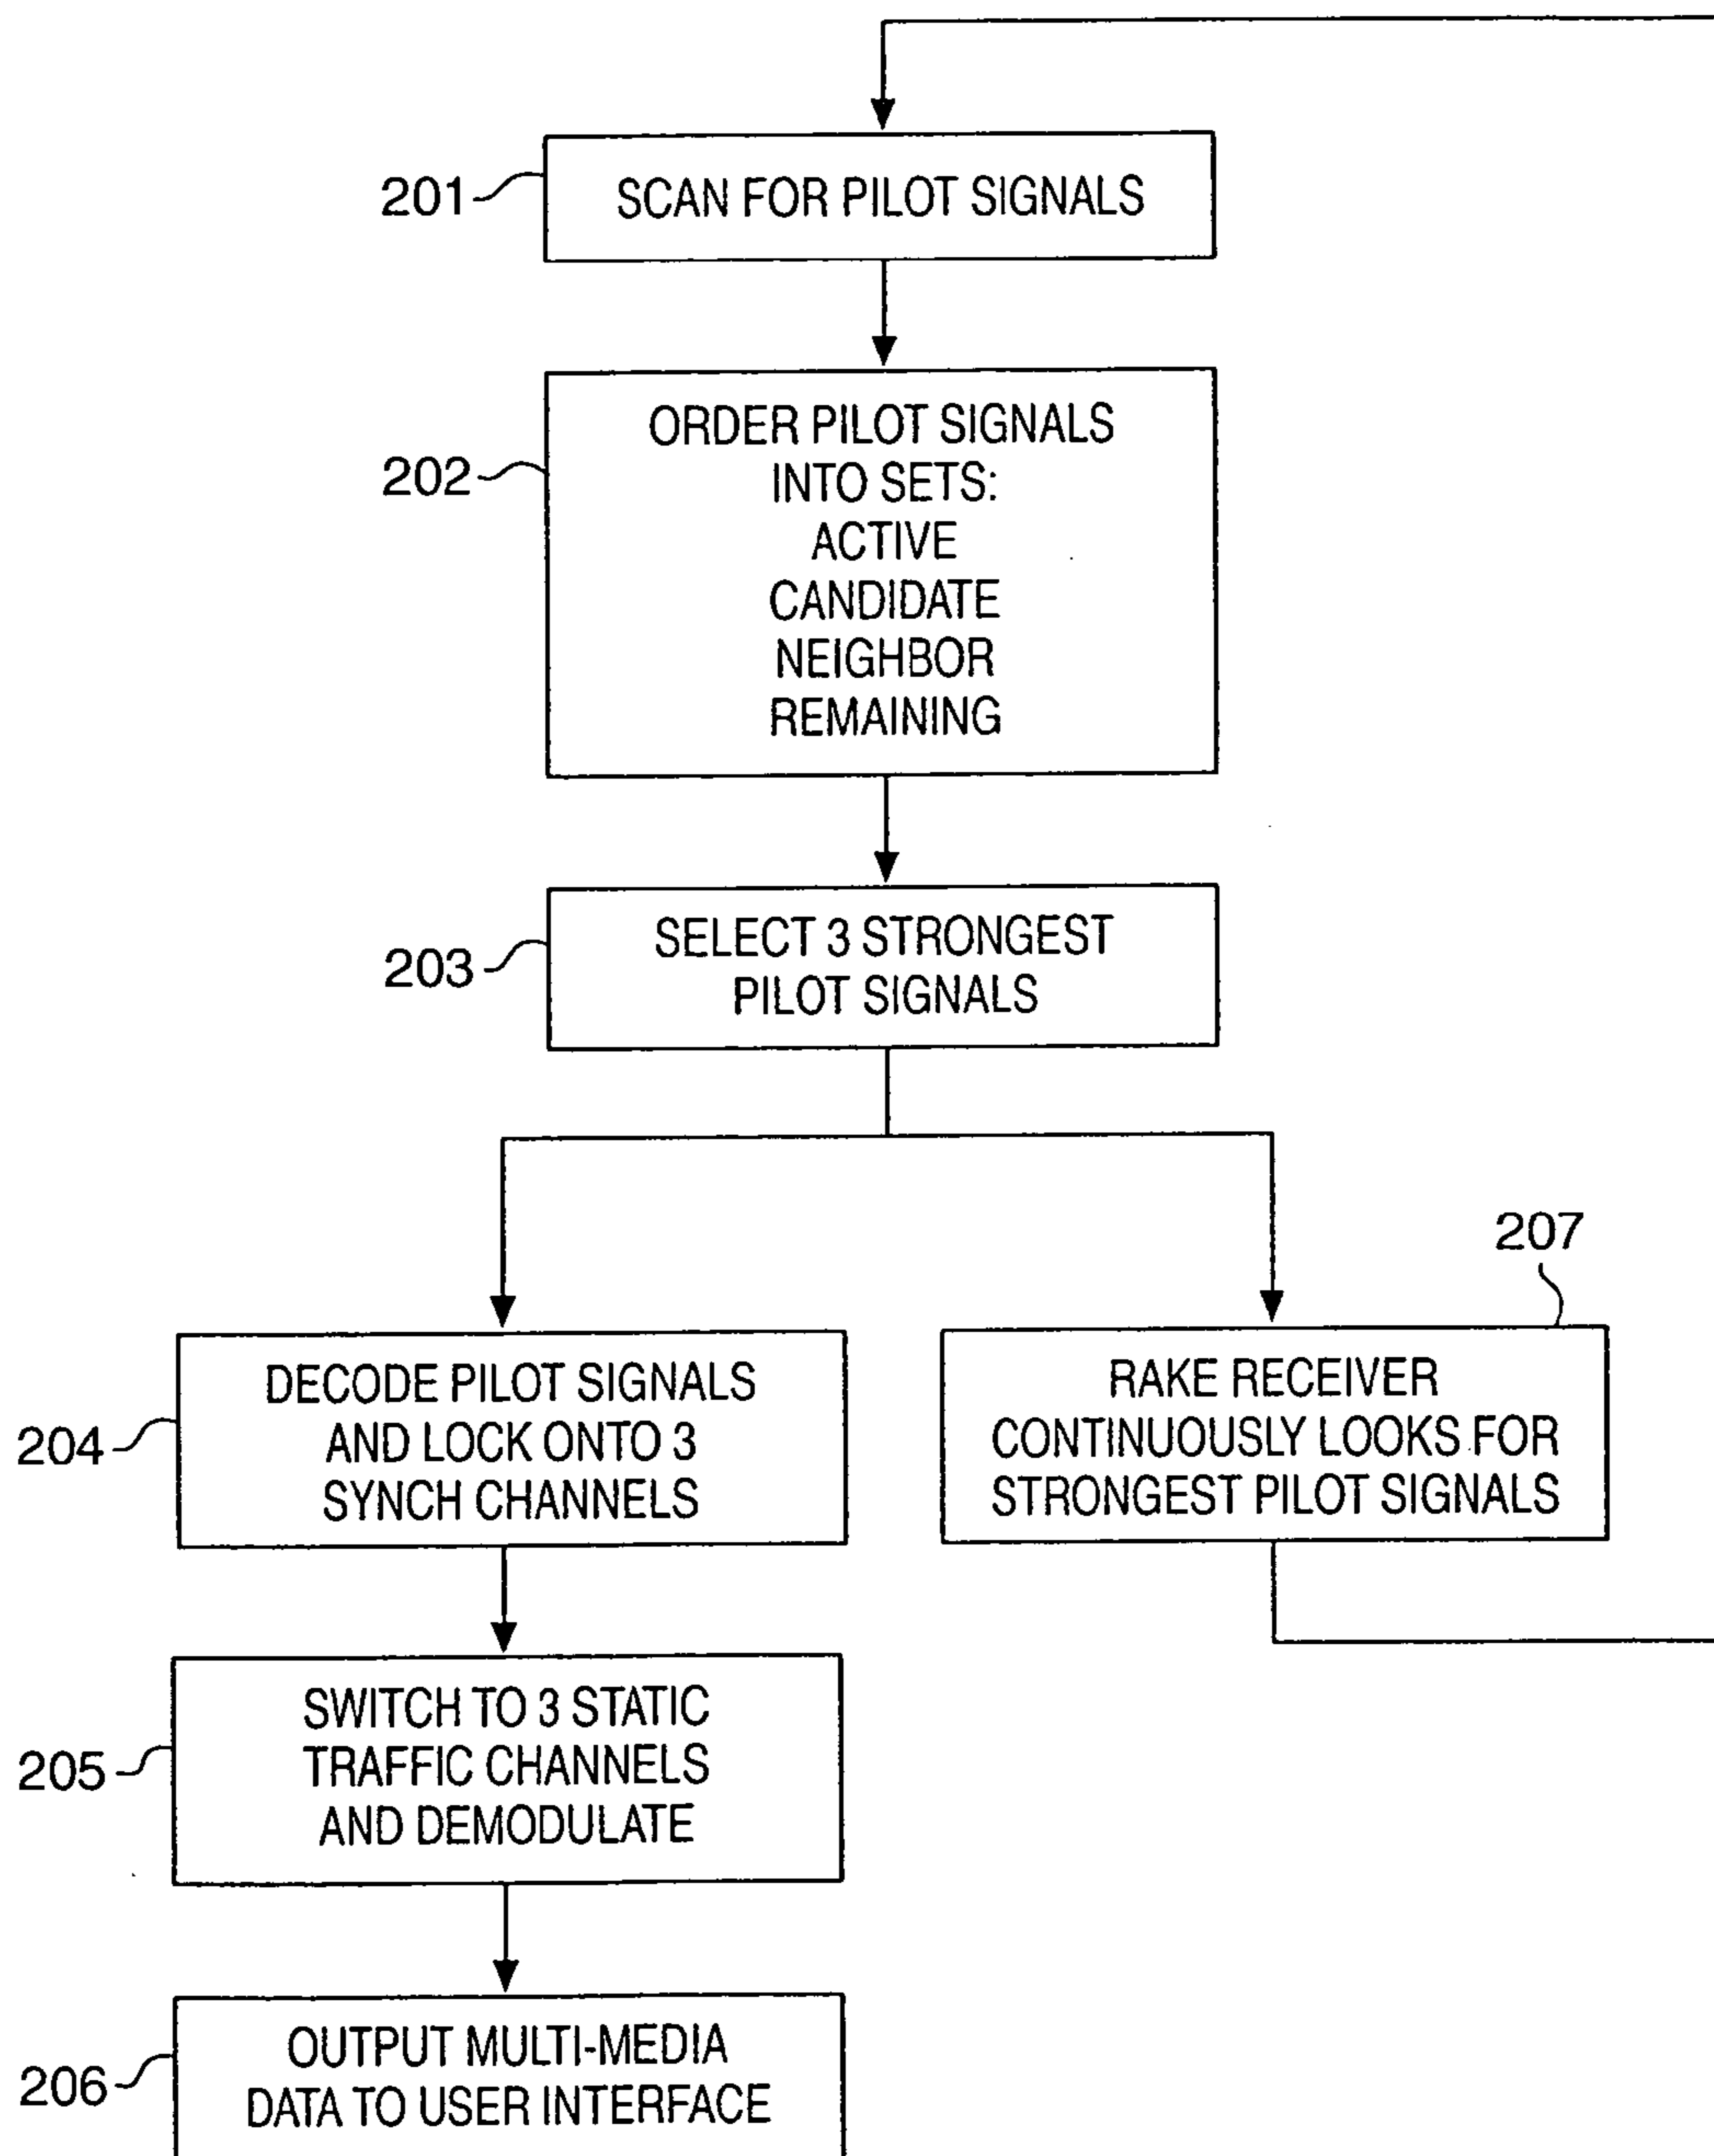 201
SCAN FOR PILOT SIGNALS
202
ORDER PILOT SIGNALS
INTO SETS:
ACTIVE
CANDIDATE
NEIGHBOR
REMAINING
203
SELECT 3 STRONGEST
PILOT SIGNALS
204
DECODE PILOT SIGNALS
AND LOCK ONTO 3
SYNCH CHANNELS
207
RAKE RECEIVER
CONTINUOUSLY LOOKS FOR
STRONGEST PILOT SIGNALS
205
SWITCH TO 3 STATIC
TRAFFIC CHANNELS
AND DEMODULATE
206
OUTPUT MULTI-MEDIA
DATA TO USER INTERFACE